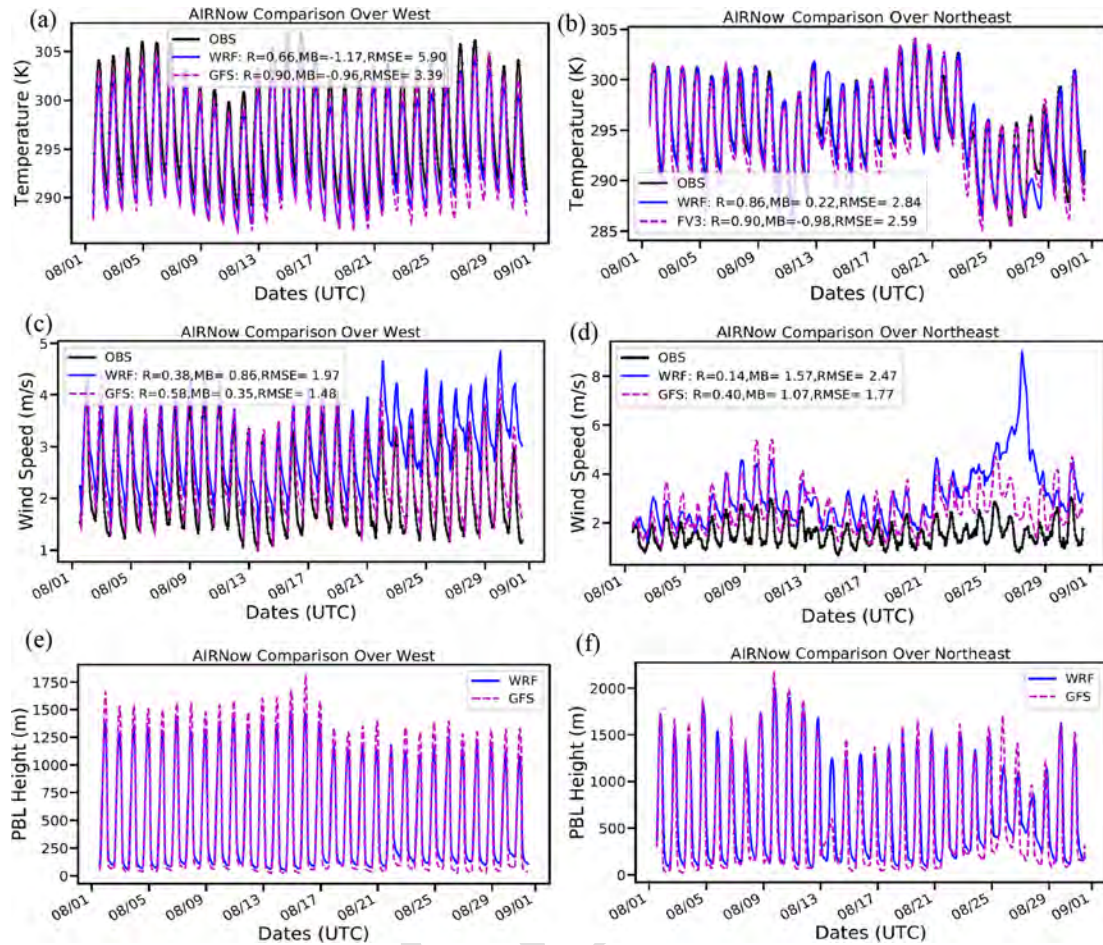 (a)
AIRNow Comparison Over West
OBS
WRF: R=0.66,MB=-1.17,RMSE= 5.90
GFS: R=0.90,MB=-0.96,RMSE= 3.39
Temperature (K)
305
300
295
290
08/01
08/05
08/09
08/13
08/17
08/21
08/25
08/29
09/01
Dates (UTC)
(b)
AIRNow Comparison Over Northeast
OBS
WRF: R=0.86,MB= 0.22,RMSE= 2.84
FV3: R=0.90,MB=-0.98,RMSE= 2.59
Temperature (K)
305
300
295
290
285
08/01
08/05
08/09
08/13
08/17
08/21
08/25
08/29
09/01
Dates (UTC)
(c)
AIRNow Comparison Over West
OBS
WRF: R=0.38,MB= 0.86,RMSE= 1.97
GFS: R=0.58,MB= 0.35,RMSE= 1.48
Wind Speed (m/s)
5
4
3
2
1
08/01
08/05
08/09
08/13
08/17
08/21
08/25
08/29
09/01
Dates (UTC)
(d)
AIRNow Comparison Over Northeast
OBS
WRF: R=0.14,MB= 1.57,RMSE= 2.47
GFS: R=0.40,MB= 1.07,RMSE= 1.77
Wind Speed (m/s)
8
6
4
2
08/01
08/05
08/09
08/13
08/17
08/21
08/25
08/29
09/01
Dates (UTC)
(e)
AIRNow Comparison Over West
WRF
GFS
PBL Height (m)
1750
1500
1250
1000
750
500
250
0
08/01
08/05
08/09
08/13
08/17
08/21
08/25
08/29
09/01
Dates (UTC)
(f)
AIRNow Comparison Over Northeast
WRF
GFS
PBL Height (m)
2000
1500
1000
500
0
08/01
08/05
08/09
08/13
08/17
08/21
08/25
08/29
09/01
Dates (UTC)